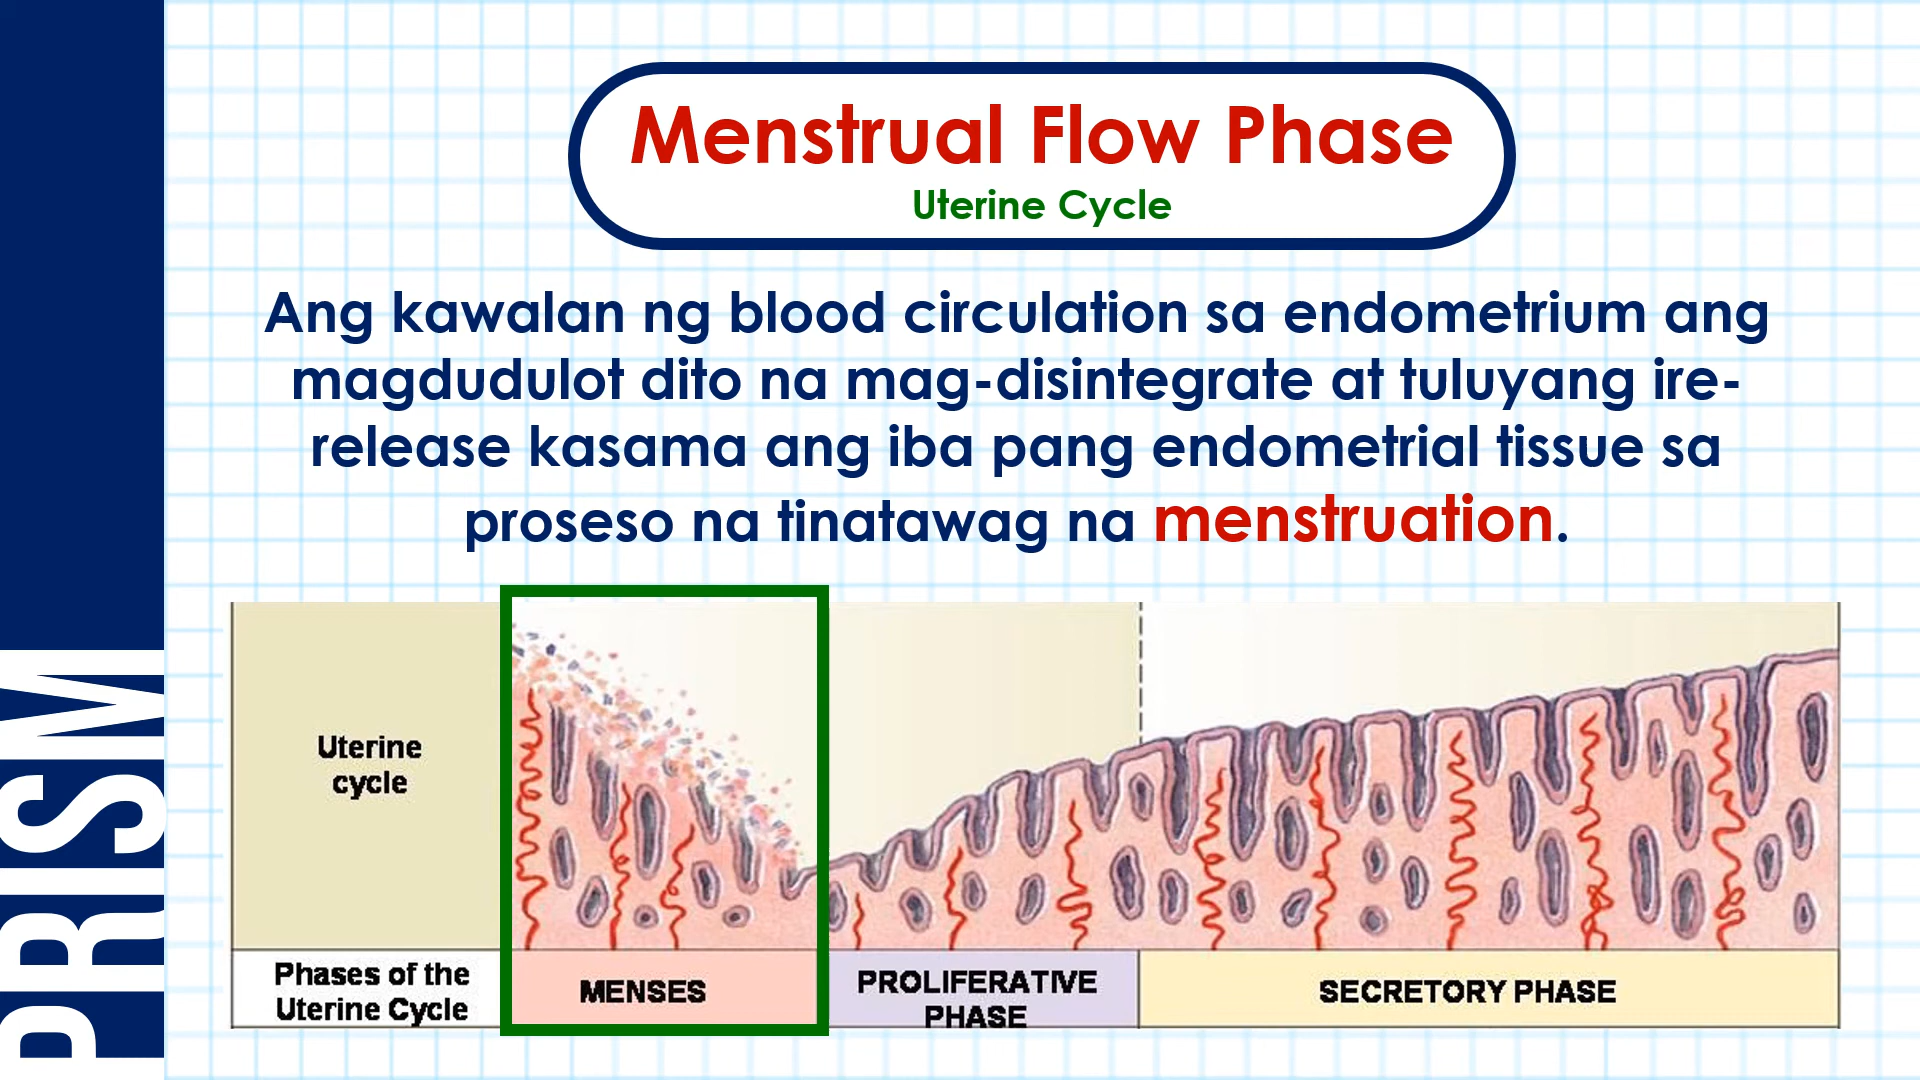 Menstrual Flow Phase
Uterine Cycle
Ang kawalan ng blood circulation sa endometrium ang
magdudulot dito na mag-disintegrate at tuluyang ire-
release kasama ang iba pang endometrial tissue sa
proseso na tinatawag na menstruation.
Uterine
cycle
Phases of the
Uterine Cycle
MENSES
PROLIFERATIVE
PHASE
SECRETORY PHASE
PRISM